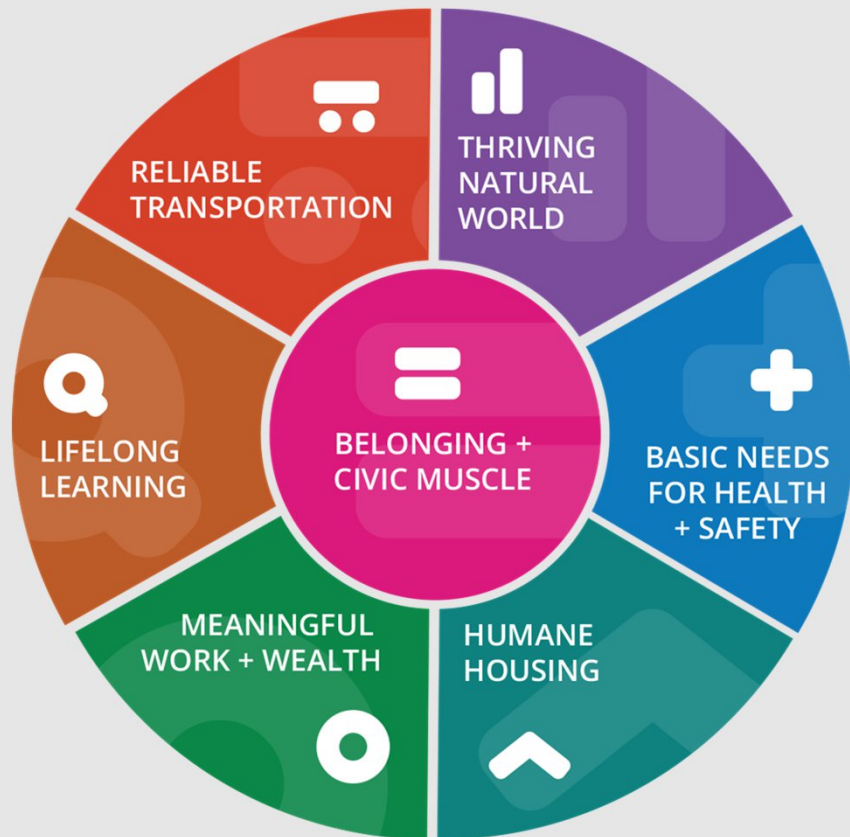 THRIVING
NATURAL
WORLD
BASIC NEEDS
FOR HEALTH
+ SAFETY
HUMANE
HOUSING
MEANINGFUL
WORK + WEALTH
LIFELONG
LEARNING
RELIABLE
TRANSPORTATION
BELONGING +
CIVIC MUSCLE